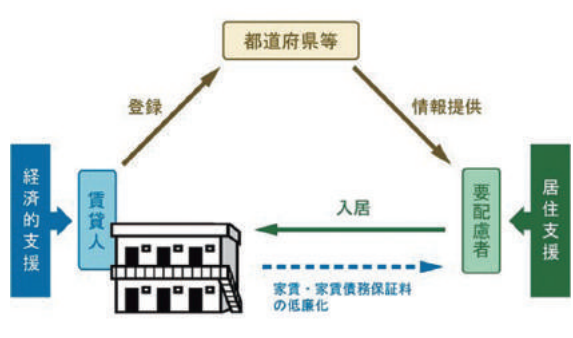 都道府県等
登録
情報提供
経済的支援
賃貸人
入居
要配慮者
居住支援
家賃・家賃債務保証料
の低廉化